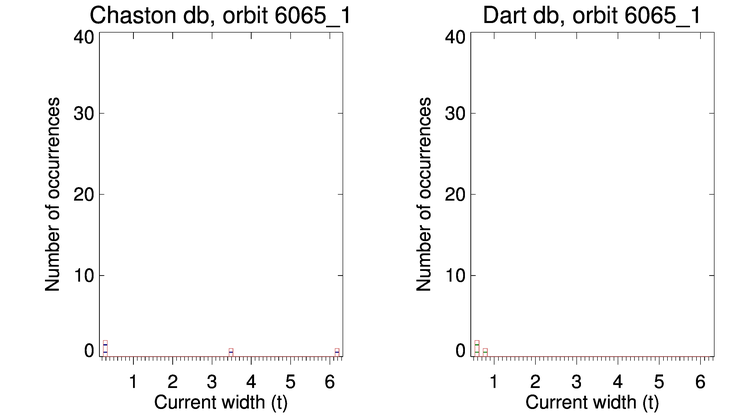 Chaston db, orbit 6065_1
40
30
20
10
0
Number of occurrences
1 2 3 4 5 6
Current width (t)
Dart db, orbit 6065_1
40
30
20
10
0
Number of occurrences
1 2 3 4 5 6
Current width (t)